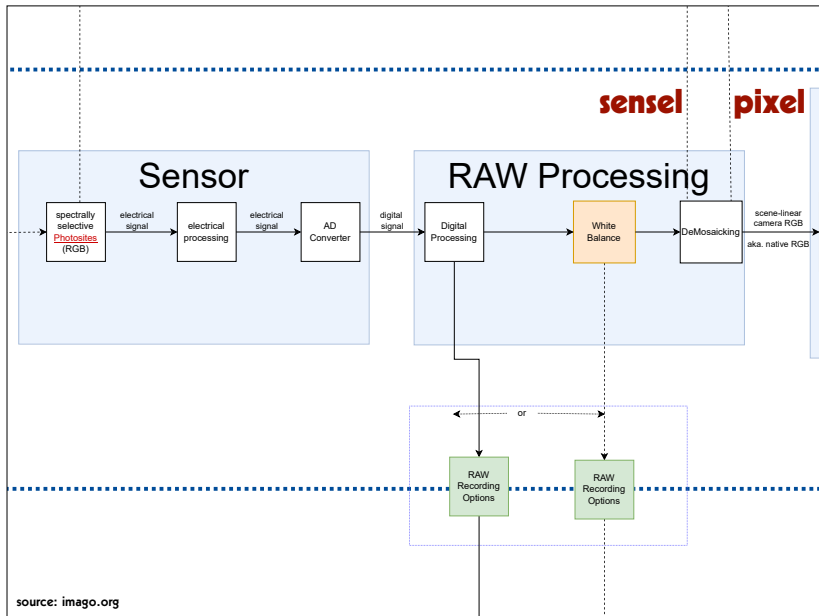 sensel pixel
Sensor
RAW Processing
spectrally
selective
Photosites
(RGB)
electrical
signal
electrical
processing
electrical
signal
AD
Converter
digital
signal
Digital
Processing
White
Balance
DeMosaicking
scene-linear
camera RGB
aka. native RGB
or
RAW
Recording
Options
RAW
Recording
Options
source: imago.org